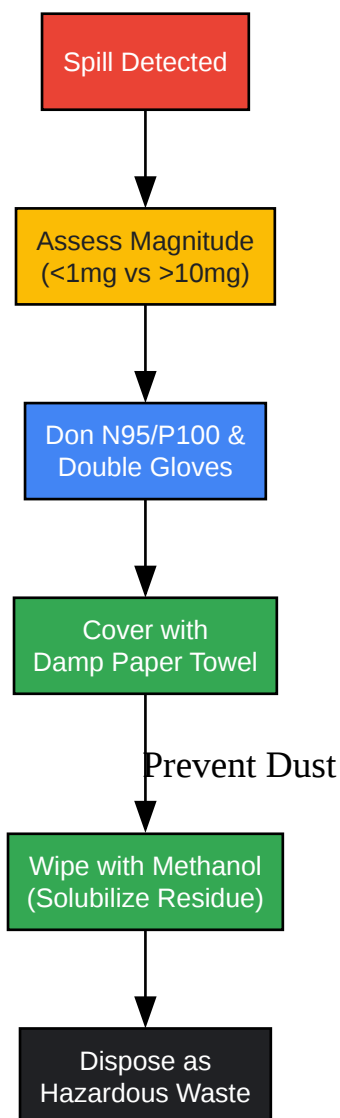 Spill Detected
Assess Magnitude
(<1mg vs >10mg)
Don N95/P100 &
Double Gloves
Cover with
Damp Paper Towel
Prevent Dust
Wipe with Methanol
(Solubilize Residue)
Dispose as
Hazardous Waste